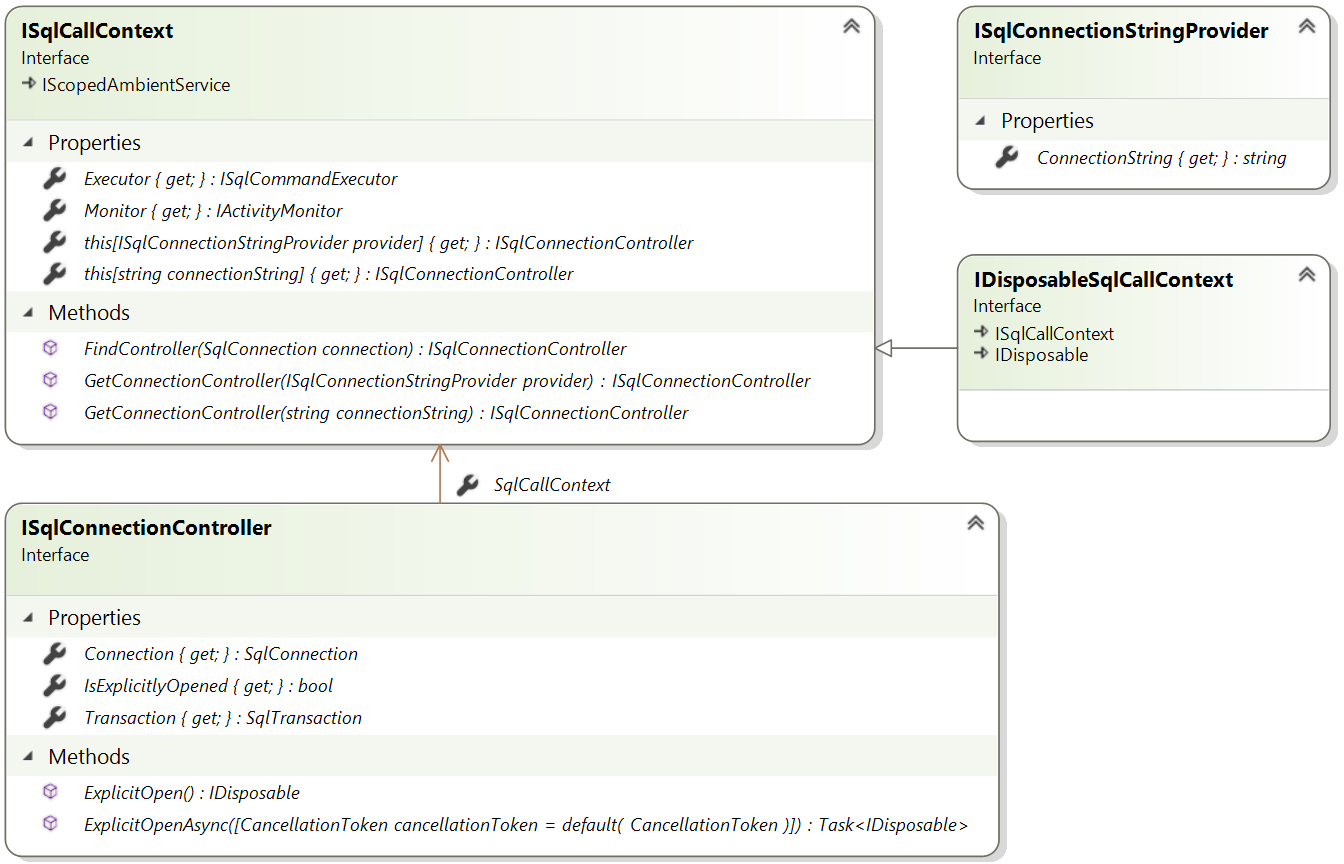 ISqlCallContext
Interface
IScopedAmbientService
Properties
Executor { get; } : ISqlCommandExecutor
Monitor { get; } : IActivityMonitor
this[ISqlConnectionStringProvider provider] { get; } : ISqlConnectionController
this[string connectionString] { get; } : ISqlConnectionController
Methods
FindController(SqlConnection connection) : ISqlConnectionController
GetConnectionController(ISqlConnectionStringProvider provider) : ISqlConnectionController
GetConnectionController(string connectionString) : ISqlConnectionController
ISqlConnectionStringProvider
Interface
Properties
ConnectionString { get; } : string
IDisposableSqlCallContext
Interface
ISqlCallContext
IDisposable
SqlCallContext
ISqlConnectionController
Interface
Properties
Connection { get; } : SqlConnection
IsExplicitlyOpened { get; } : bool
Transaction { get; } : SqlTransaction
Methods
ExplicitOpen() : IDisposable
ExplicitOpenAsync([CancellationToken cancellationToken = default( CancellationToken )]) : Task<IDisposable>